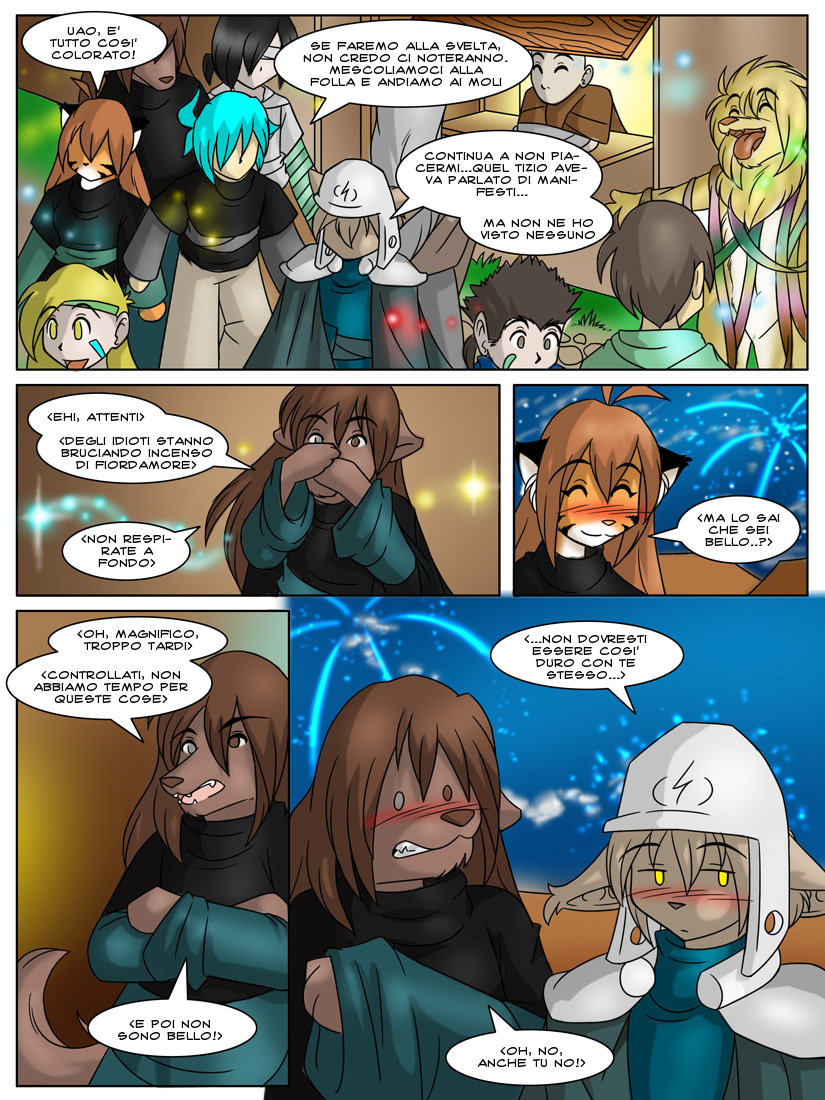 UAO, E'
TUTTO COSI'
COLORATO!
SE FAREMO ALLA SVELTA,
NON CREDO CI NOTERANNO.
MESCOLIAMOCI ALLA
FOLLA E ANDIAMO AI MOLI
CONTINUA A NON PIA-
CERMI...QUEL TIZIO AVE-
VA PARLATO DI MANI-
FESTI...
MA NON NE HO
VISTO NESSUNO
<EHI, ATTENTI>
<DEGLI IDIOTI STANNO
BRUCIANDO INCENSO
DI FIORDAMORE>
<NON RESPI-
RATE A
FONDO>
<MA LO SAI
CHE SEI
BELLO..?>
<OH, MAGNIFICO,
TROPPO TARDI>
<CONTROLLATI, NON
ABBIAMO TEMPO PER
QUESTE COSE>
<E POI NON
SONO BELLO!>
<...NON DOVRESTI
ESSERE COSI'
DURO CON TE
STESSO...>
<OH, NO,
ANCHE TU NO!>